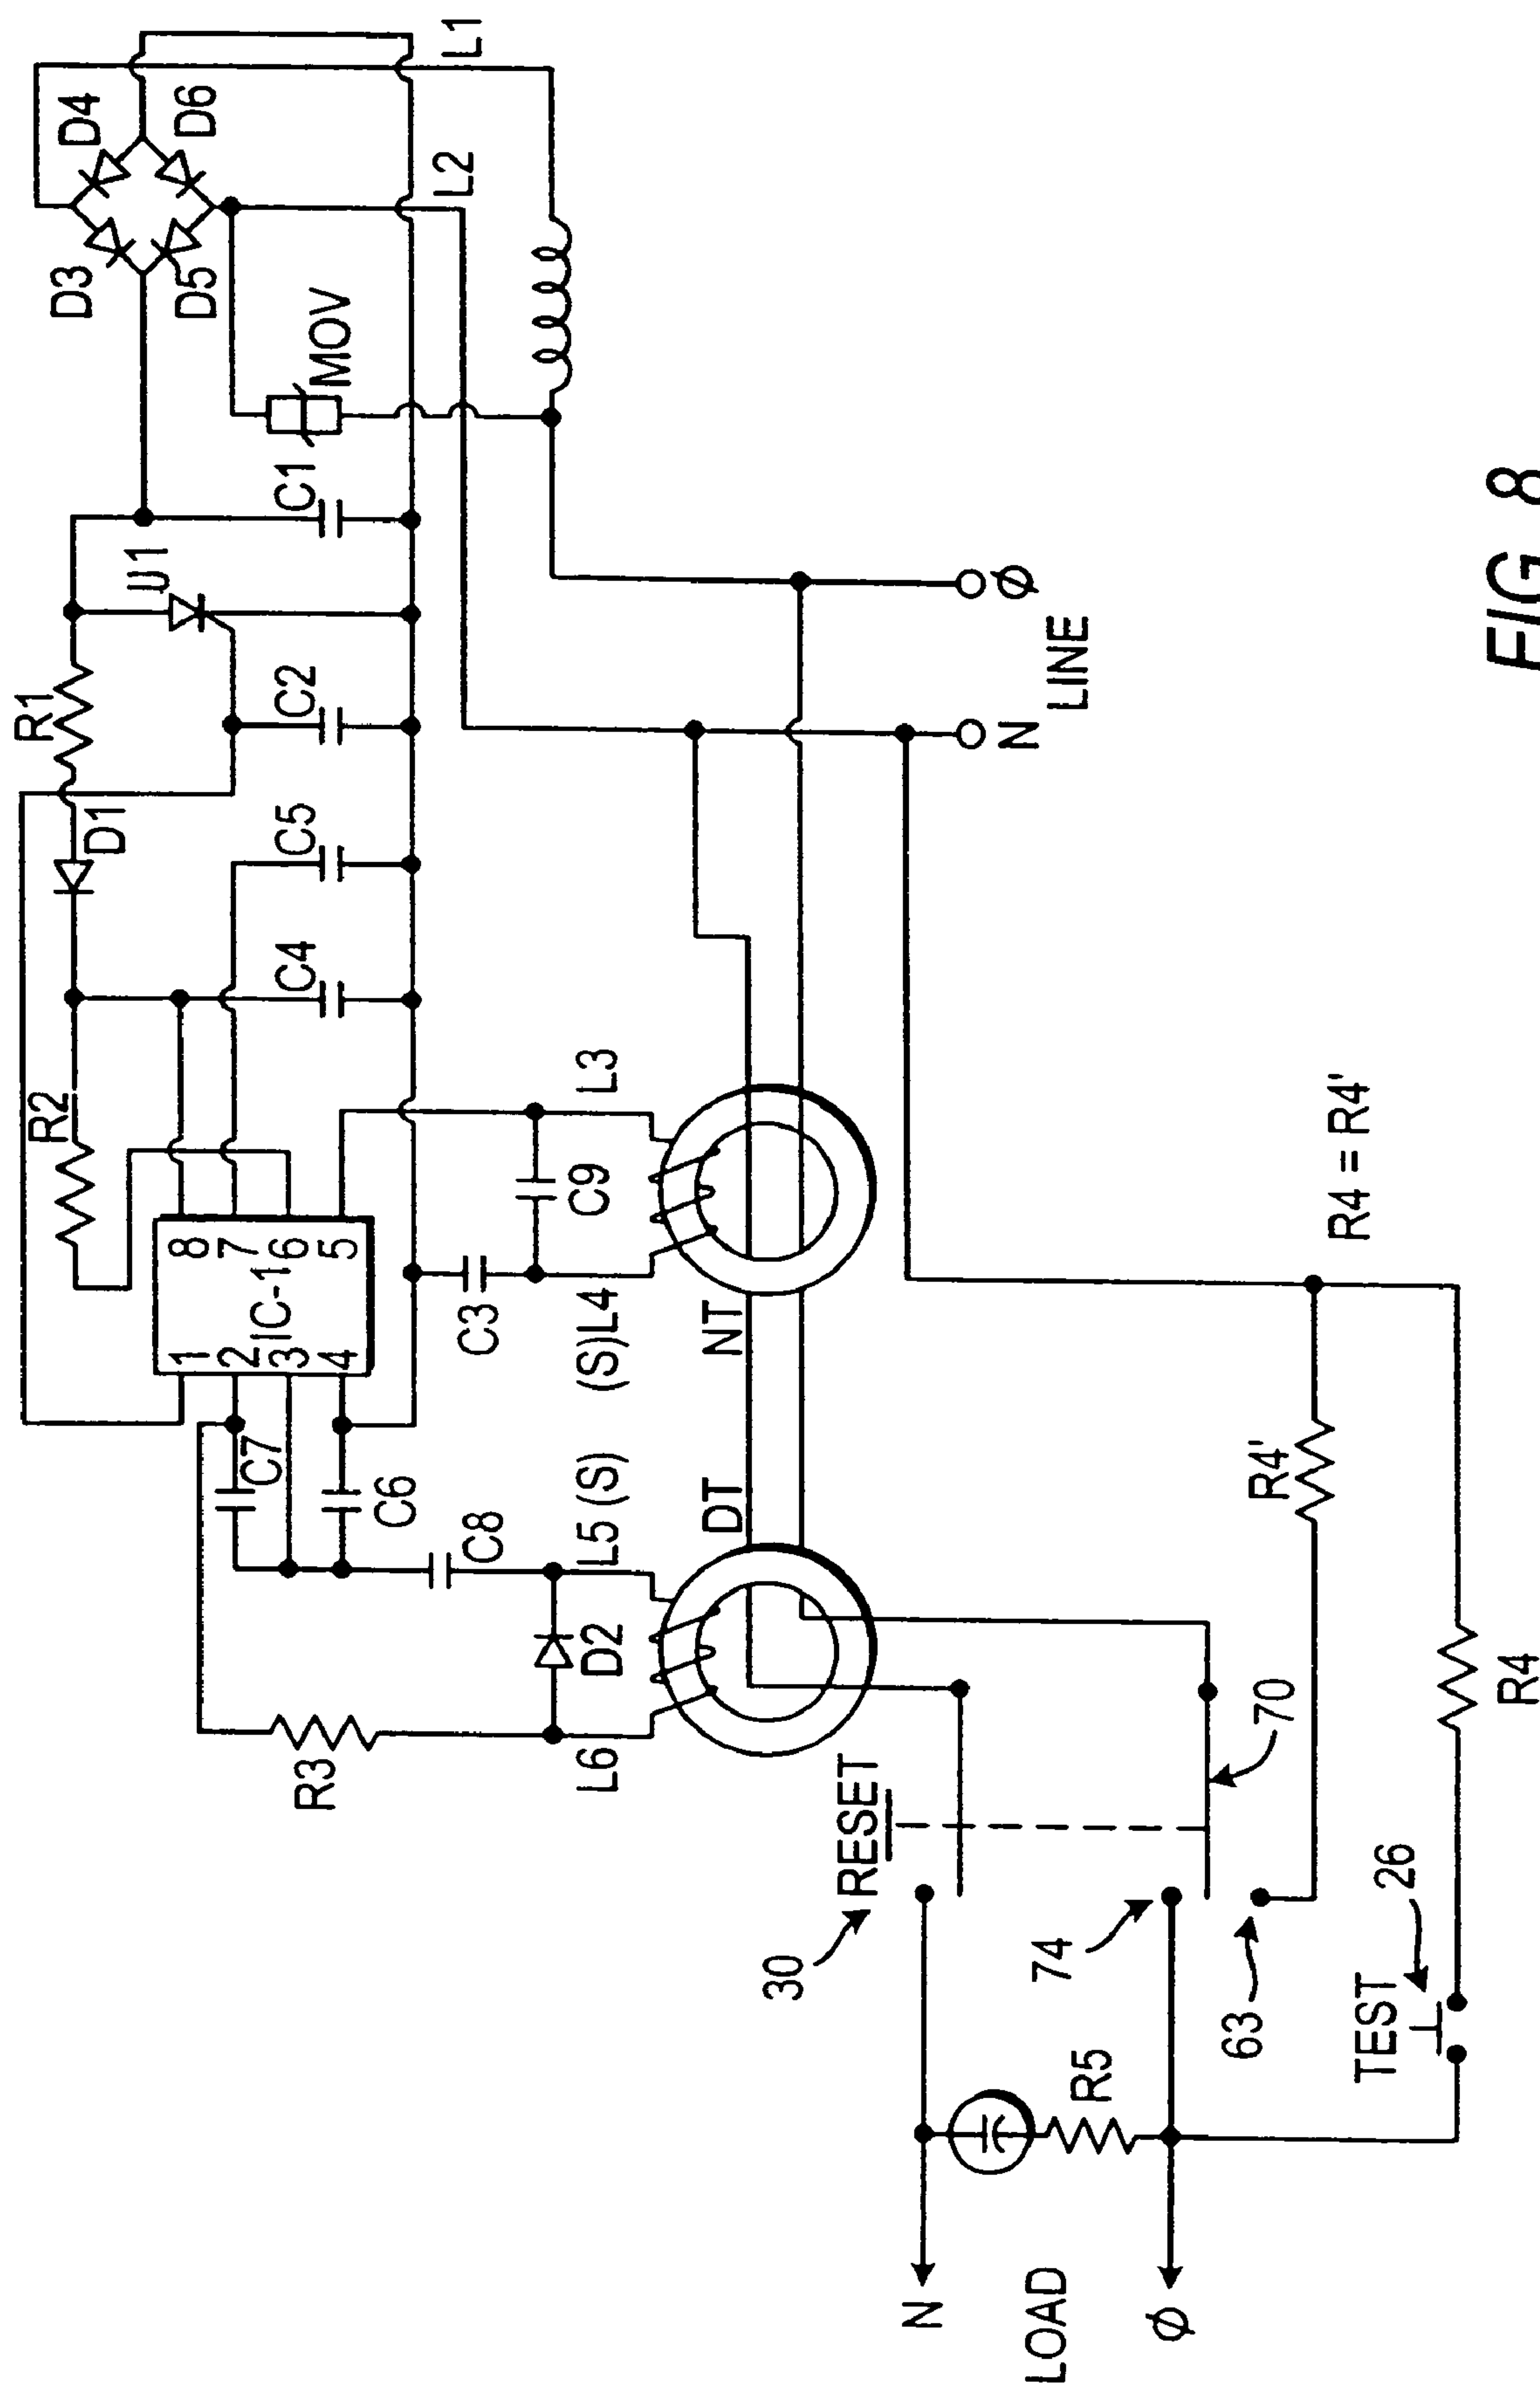 L1
D4
D6
L2
D3
D5
MOV
C1
U1
R1
C2
D1
C5
C4
R2
L3
C9
8
7
6
5
IC-1
1
2
3
4
C3
(S)L4
NT
C7
C6
C8
L5 (S)
DT
D2
R3
L6
LINE
N
Ø
R4 = R4'
R4'
R4
RESET
30
70
74
63
26
TEST
R5
N
LOAD
Ø
FIG. 8